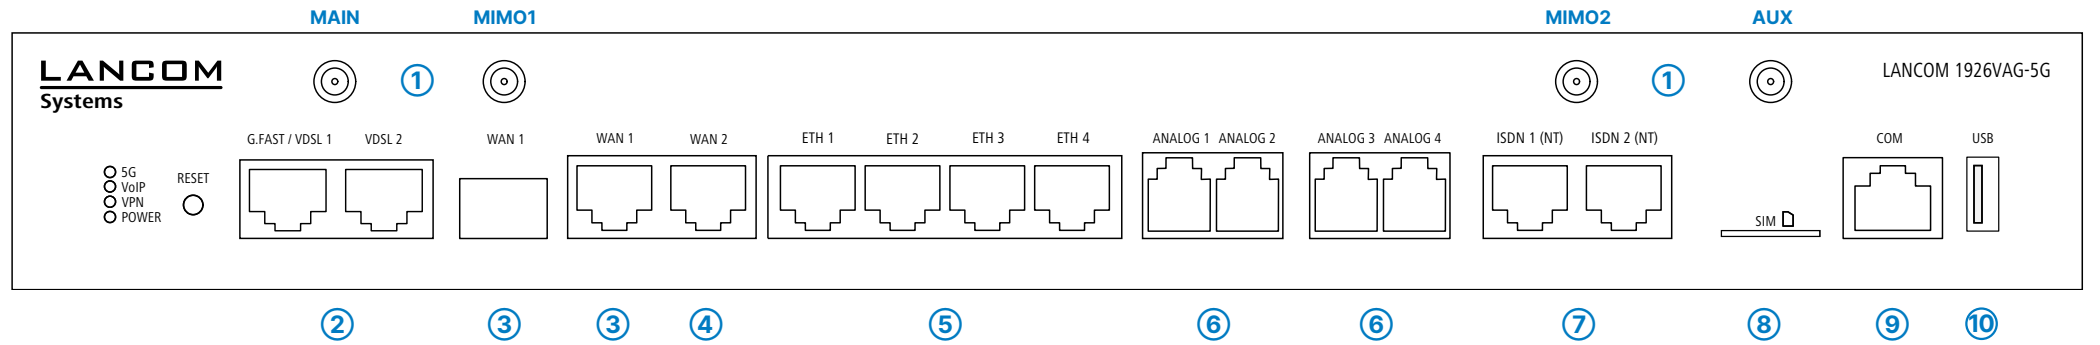 MAIN MIMO1 MIMO2 AUX
LANCOM
Systems
① ①
LANCOM 1926VAG-5G
G.FAST / VDSL 1 VDSL 2 WAN 1 WAN 1 WAN 2 ETH 1 ETH 2 ETH 3 ETH 4 ANALOG 1 ANALOG 2 ANALOG 3 ANALOG 4 ISDN 1 (NT) ISDN 2 (NT) COM USB
5G
VoIP
VPN
POWER
RESET
SIM
② ③ ③ ④ ⑤ ⑥ ⑥ ⑦ ⑧ ⑨ ⑩